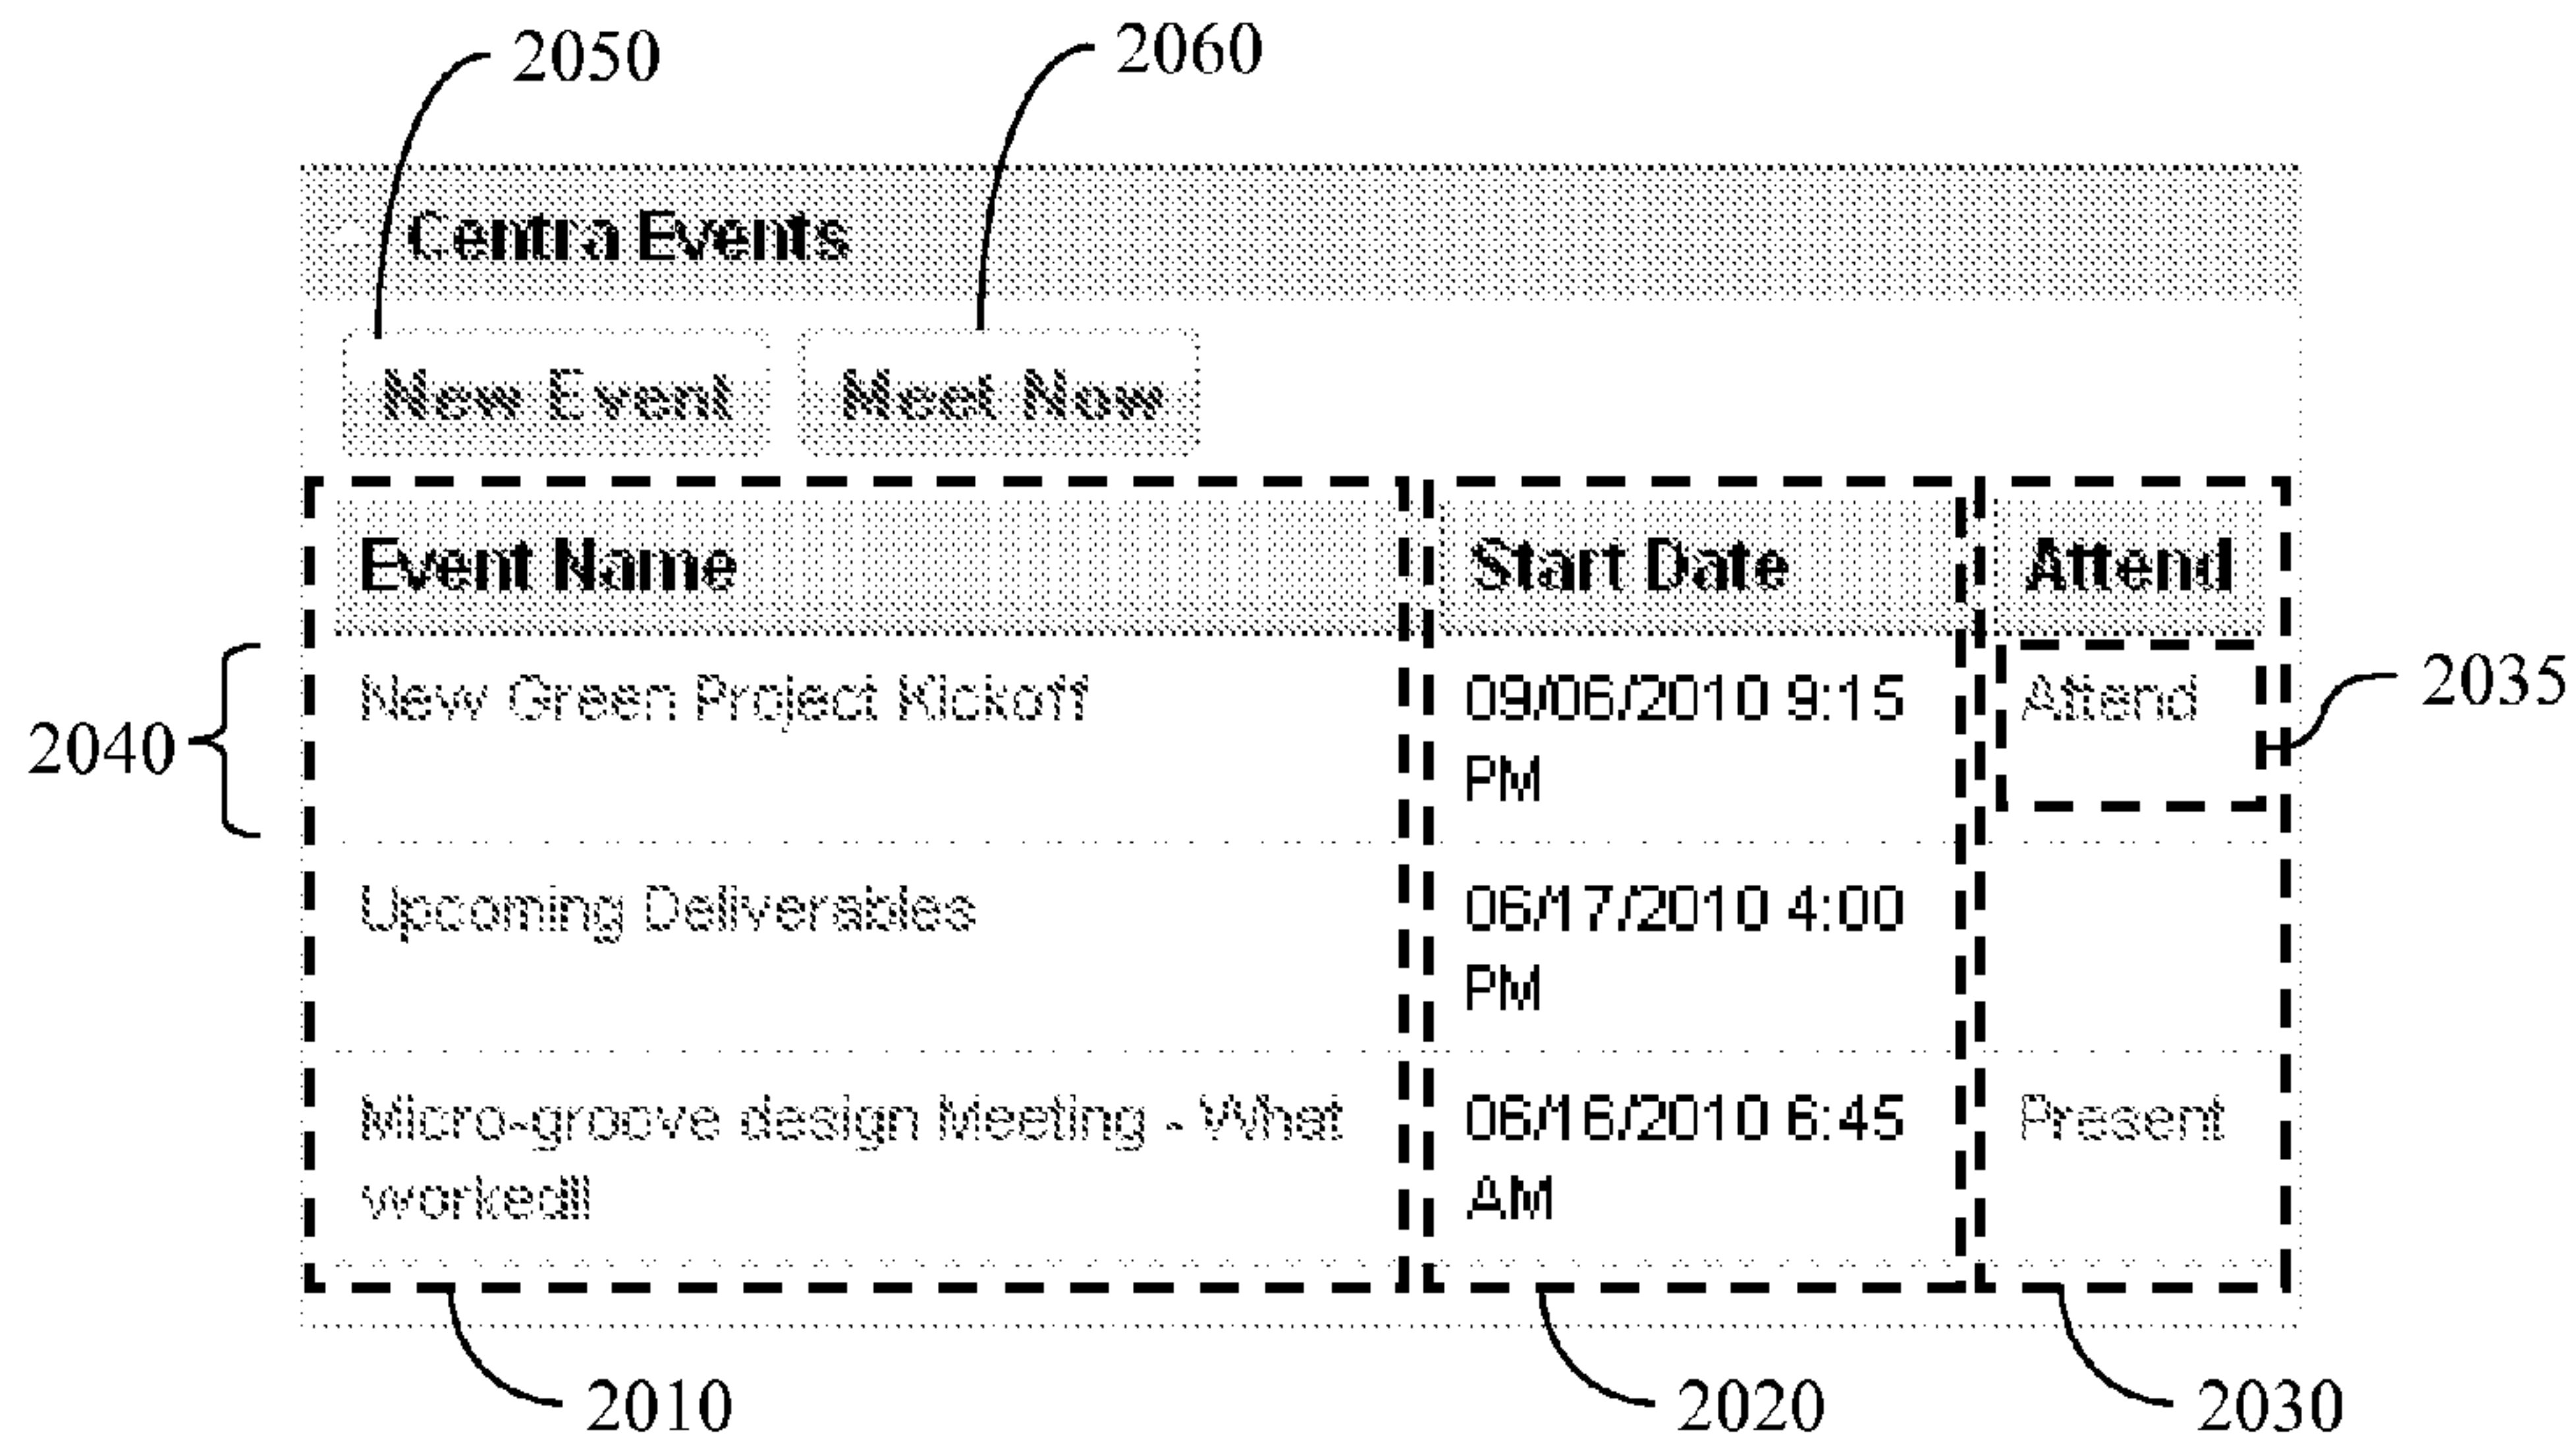 2050 2060
Centra Events
New Event Meet Now
Event Name Start Date Attend
New Green Project Kickoff 09/06/2010 9:15 Attend 2035
2040
PM
Upcoming Deliverables 06/17/2010 4:00
PM
Micro-groove design Meeting - What 06/16/2010 6:45 Present
worked!!! AM
2010 2020 2030